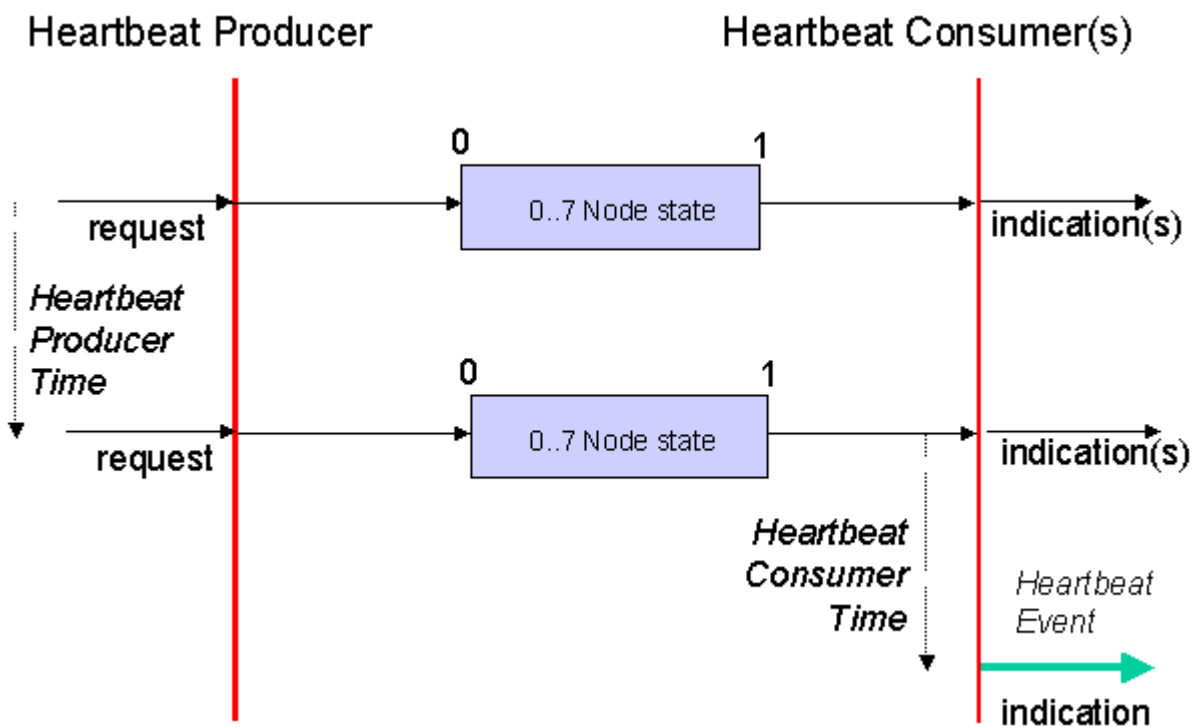 Heartbeat Producer
Heartbeat Consumer(s)
0
1
0..7 Node state
request
indication(s)
Heartbeat
Producer
Time
0
1
0..7 Node state
request
indication(s)
Heartbeat
Consumer
Time
Heartbeat
Event
indication